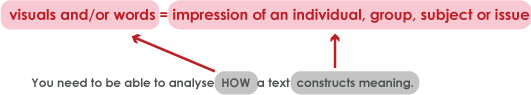 visuals and/or words = impression of an individual, group, subject or issue
You need to be able to analyse HOW a text constructs meaning.